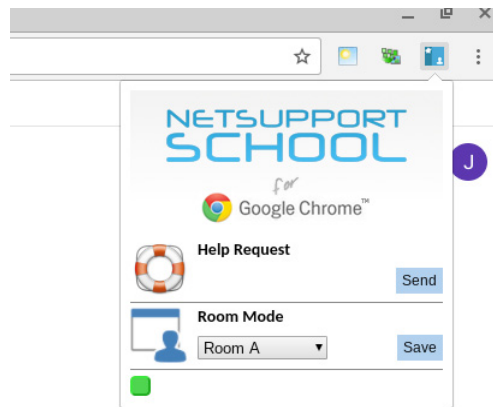 NETSUPPORT
SCHOOL
for
Google Chrome™
J
Help Request
Send
Room Mode
Room A
Save